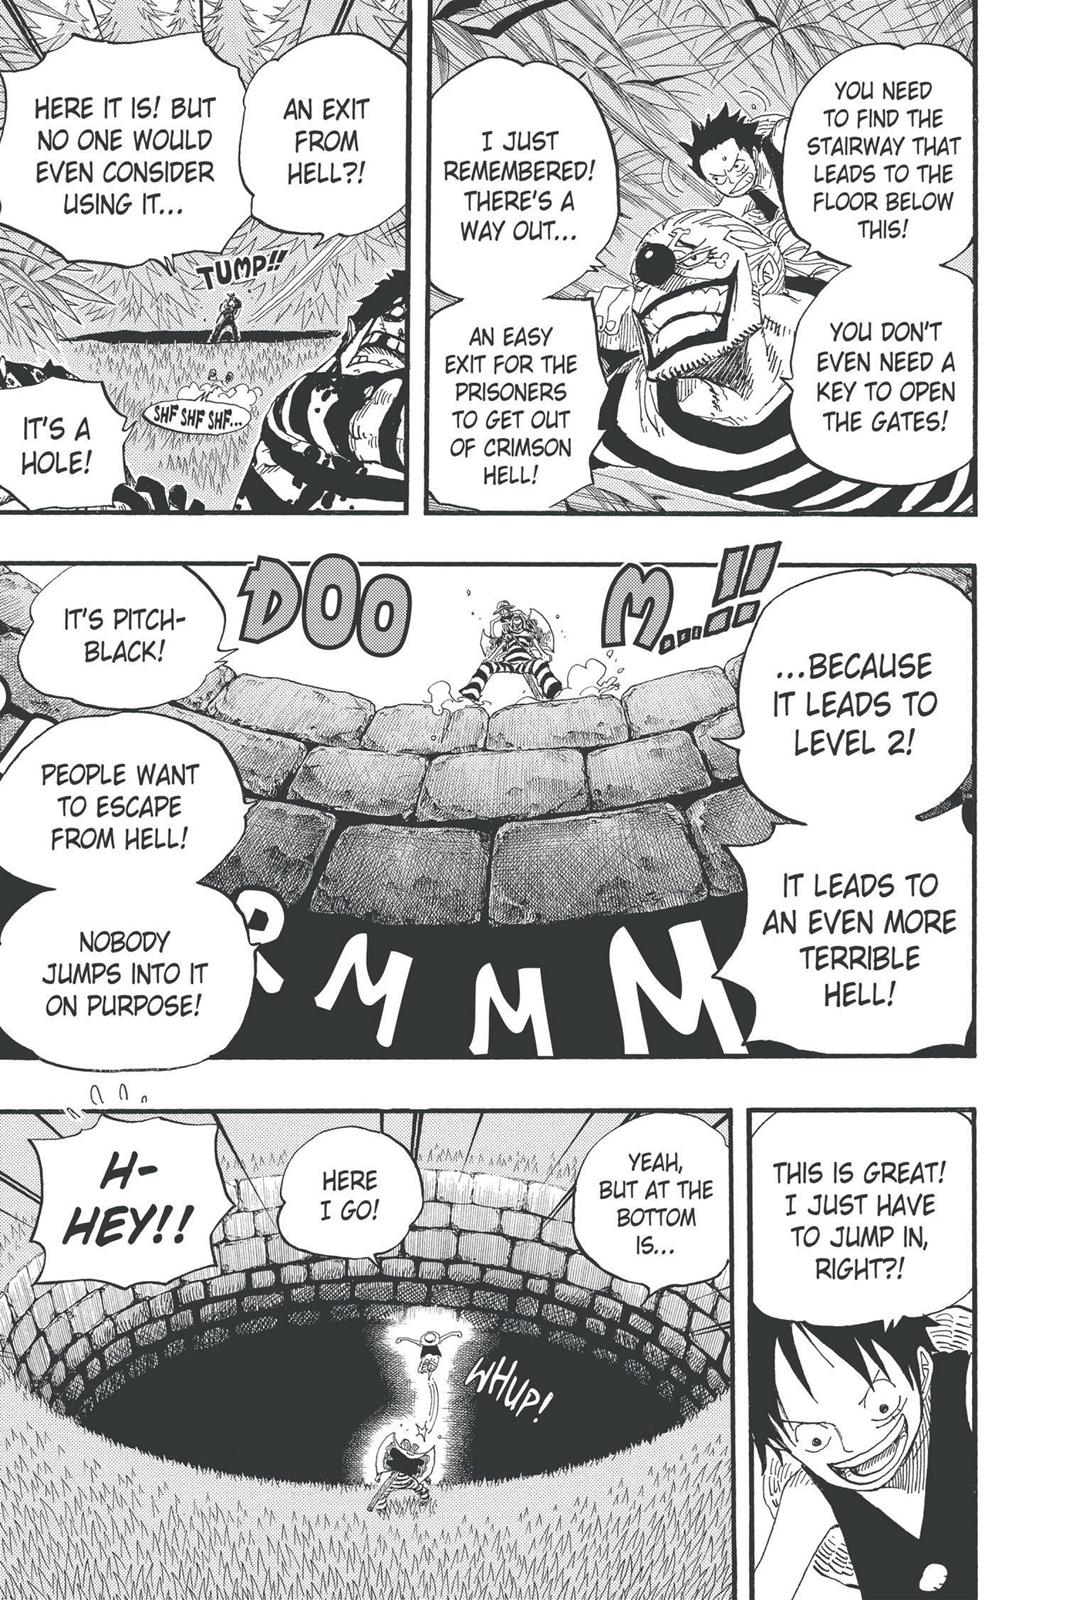 YOU NEED
TO FIND THE
STAIRWAY THAT
LEADS TO THE
FLOOR BELOW
THIS!
YOU DON'T
EVEN NEED A
KEY TO OPEN
THE GATES!
I JUST
REMEMBERED!
THERE'S A
WAY OUT...
AN EASY
EXIT FOR THE
PRISONERS
TO GET OUT
OF CRIMSON
HELL!
AN EXIT
FROM
HELL?!
HERE IT IS! BUT
NO ONE WOULD
EVEN CONSIDER
USING IT...
TUMP!!
SHF SHF SHF...
IT'S A
HOLE!
...BECAUSE
IT LEADS TO
LEVEL 2!
IT LEADS TO
AN EVEN MORE
TERRIBLE
HELL!
DOO M...!!
IT'S PITCH-
BLACK!
PEOPLE WANT
TO ESCAPE
FROM HELL!
NOBODY
JUMPS INTO IT
ON PURPOSE!
RMMM
THIS IS GREAT!
I JUST HAVE
TO JUMP IN,
RIGHT?!
YEAH,
BUT AT THE
BOTTOM
IS...
HERE
I GO!
WHUP!
H-
HEY!!